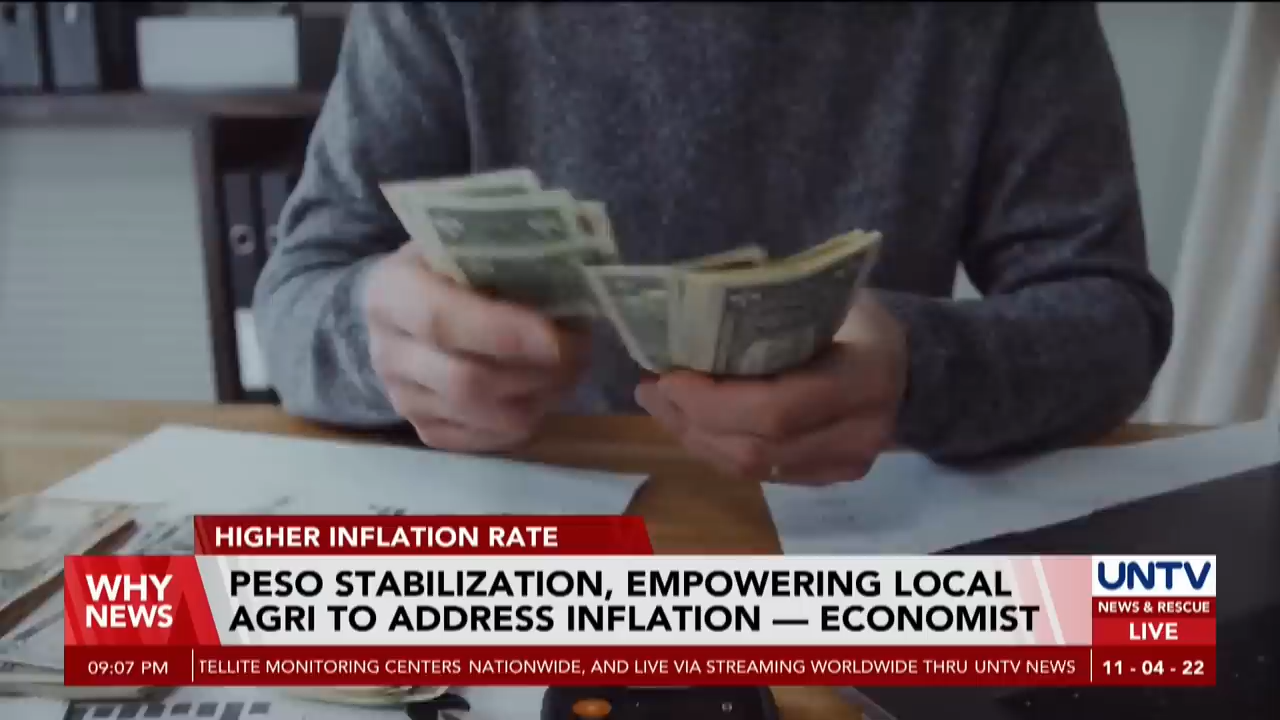 HIGHER INFLATION RATE
WHY
NEWS
PESO STABILIZATION, EMPOWERING LOCAL
AGRI TO ADDRESS INFLATION — ECONOMIST
UNTV
NEWS & RESCUE
LIVE
09:07 PM
TELLITE MONITORING CENTERS NATIONWIDE, AND LIVE VIA STREAMING WORLDWIDE THRU UNTV NEWS
11 - 04 - 22